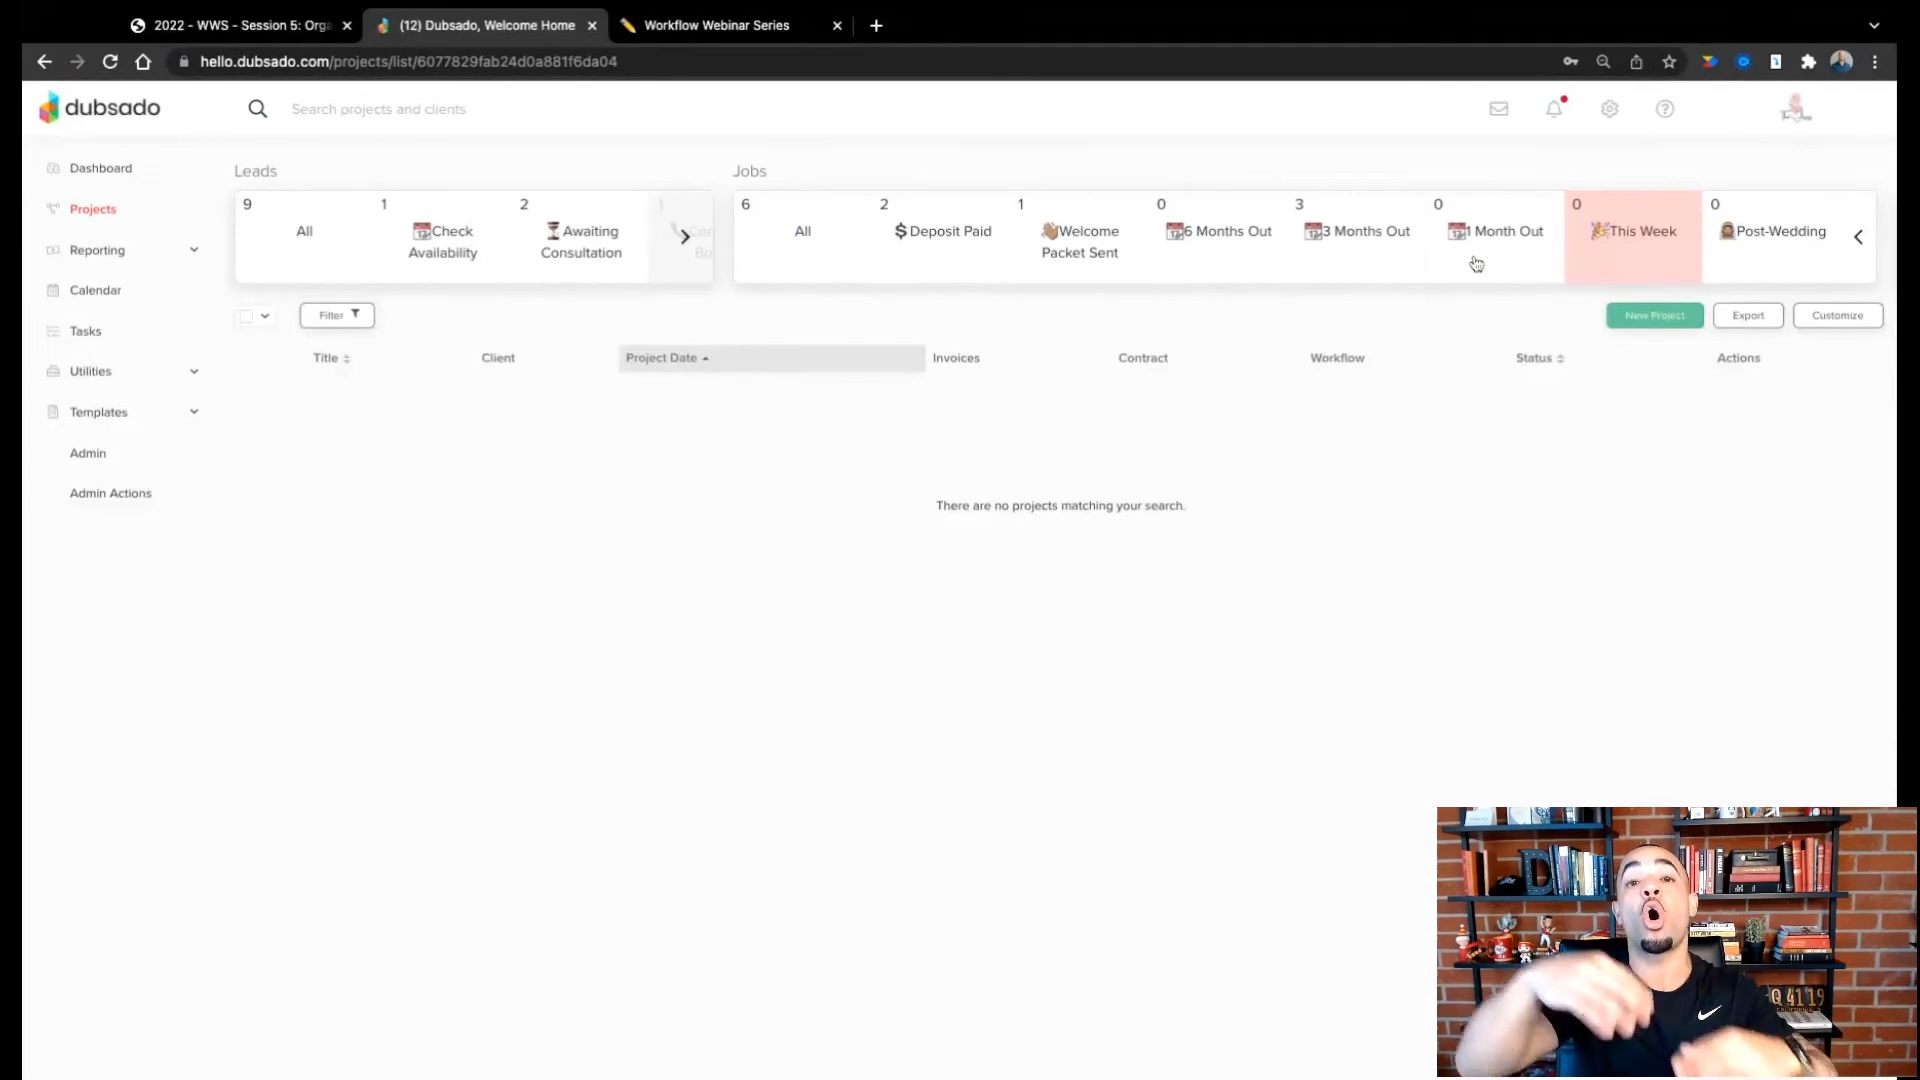 2022 - WWS - Session 5: Orga
(12) Dubsado, Welcome Home
Workflow Webinar Series
hello.dubsado.com/projects/list/6077829fab24d0a881f6da04
dubsado
Search projects and clients
Dashboard
Projects
Reporting
Calendar
Tasks
Utilities
Templates
Admin
Admin Actions
Leads
9
All
1
Check
Availability
2
Awaiting
Consultation
Jobs
6
All
2
Deposit Paid
1
Welcome
Packet Sent
0
6 Months Out
3
3 Months Out
0
1 Month Out
0
This Week
0
Post-Wedding
Filter
New Project
Export
Customize
Title
Client
Project Date
Invoices
Contract
Workflow
Status
Actions
There are no projects matching your search.
D
Q 41 19